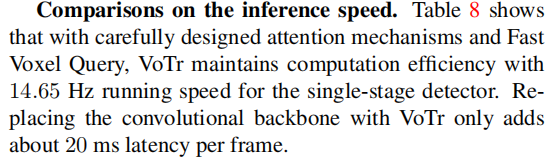 Comparisons on the inference speed. Table 8 shows
that with carefully designed attention mechanisms and Fast
Voxel Query, VoTr maintains computation efficiency with
14.65 Hz running speed for the single-stage detector. Re-
placing the convolutional backbone with VoTr only adds
about 20 ms latency per frame.